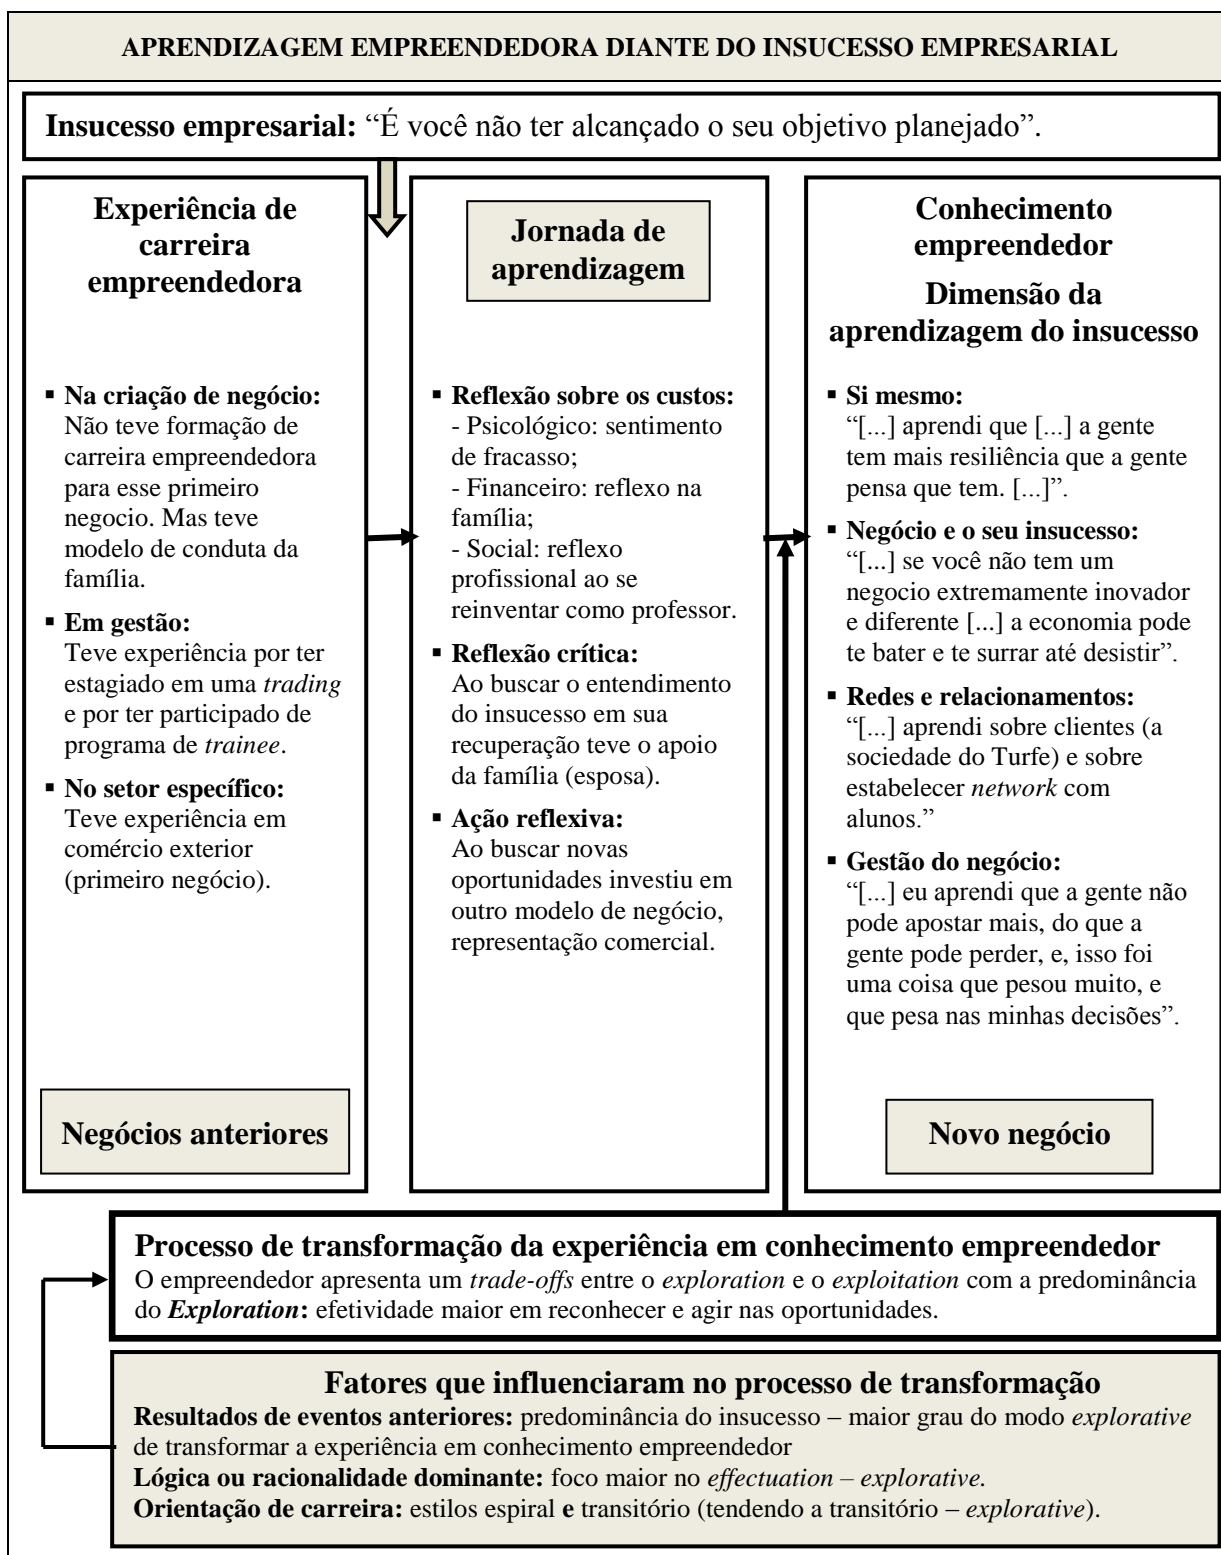 APRENDIZAGEM EMPREENDEDORA DIANTE DO INSUCESSO EMPRESARIAL
Insucesso empresarial: “É você não ter alcançado o seu objetivo planejado”.
Experiência de
carreira
empreendedora
▪ Na criação de negócio:
Não teve formação de
carreira empreendedora
para esse primeiro
negocio. Mas teve
modelo de conduta da
família.
▪ Em gestão:
Teve experiência por ter
estagiado em uma trading
e por ter participado de
programa de trainee.
▪ No setor específico:
Teve experiência em
comércio exterior
(primeiro negócio).
Negócios anteriores
Jornada de
aprendizagem
▪ Reflexão sobre os custos:
- Psicológico: sentimento
de fracasso;
- Financeiro: reflexo na
família;
- Social: reflexo
profissional ao se
reinventar como professor.
▪ Reflexão crítica:
Ao buscar o entendimento
do insucesso em sua
recuperação teve o apoio
da família (esposa).
▪ Ação reflexiva:
Ao buscar novas
oportunidades investiu em
outro modelo de negócio,
representação comercial.
Conhecimento
empreendedor
Dimensão da
aprendizagem do insucesso
▪ Si mesmo:
“[...] aprendi que [...] a gente
tem mais resiliência que a gente
pensa que tem. [...]”.
▪ Negócio e o seu insucesso:
“[...] se você não tem um
negocio extremamente inovador
e diferente [...] a economia pode
te bater e te surrar até desistir”.
▪ Redes e relacionamentos:
“[...] aprendi sobre clientes (a
sociedade do Turfe) e sobre
estabelecer network com
alunos.”
▪ Gestão do negócio:
“[...] eu aprendi que a gente não
pode apostar mais, do que a
gente pode perder, e, isso foi
uma coisa que pesou muito, e
que pesa nas minhas decisões”.
Novo negócio
Processo de transformação da experiência em conhecimento empreendedor
O empreendedor apresenta um trade-offs entre o exploration e o exploitation com a predominância
do Exploration: efetividade maior em reconhecer e agir nas oportunidades.
Fatores que influenciaram no processo de transformação
Resultados de eventos anteriores: predominância do insucesso – maior grau do modo explorative
de transformar a experiência em conhecimento empreendedor
Lógica ou racionalidade dominante: foco maior no effectuation – explorative.
Orientação de carreira: estilos espiral e transitório (tendendo a transitório – explorative).